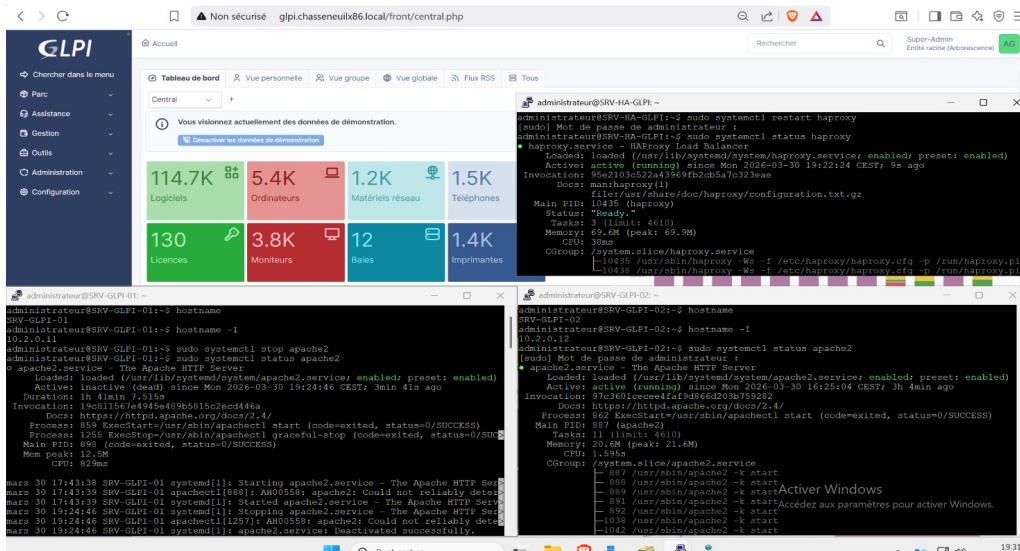 Non sécurisé glpi.chasseneuilx86.local/front/central.php
GLPI
Chercher dans le menu
Parc
Assistance
Gestion
Outils
Administration
Configuration
Accueil
Rechercher
Super-Admin
Entité racine (Arborescence)
AG
Tableau de bord Vue personnelle Vue groupe Vue globale Flux RSS Tous
Central +
Vous visionnez actuellement des données de démonstration.
Désactiver les données de démonstration
114.7K
Logiciels
5.4K
Ordinateurs
1.2K
Matériels réseau
1.5K
Téléphones
130
Licences
3.8K
Moniteurs
12
Baies
1.4K
Imprimantes
administrateur@SRV-HA-GLPI: ~
administrateur@SRV-HA-GLPI:~$ sudo systemctl restart haproxy
[sudo] Mot de passe de administrateur :
administrateur@SRV-HA-GLPI:~$ sudo systemctl status haproxy
● haproxy.service - HAProxy Load Balancer
Loaded: loaded (/usr/lib/systemd/system/haproxy.service; enabled; preset: enabled)
Active: active (running) since Mon 2026-03-30 19:22:24 CEST; 9s ago
Invocation: 95e2103c522a43969fb2cb5a7c323eae
Docs: man:haproxy(1)
file:/usr/share/doc/haproxy/configuration.txt.gz
Main PID: 10435 (haproxy)
Status: "Ready."
Tasks: 3 (limit: 4610)
Memory: 69.6M (peak: 69.9M)
CPU: 38ms
CGroup: /system.slice/haproxy.service
├─10435 /usr/sbin/haproxy -Ws -f /etc/haproxy/haproxy.cfg -p /run/haproxy.pi
└─10438 /usr/sbin/haproxy -Ws -f /etc/haproxy/haproxy.cfg -p /run/haproxy.pi
administrateur@SRV-GLPI-01: ~
administrateur@SRV-GLPI-01:~$ hostname
SRV-GLPI-01
administrateur@SRV-GLPI-01:~$ hostname -I
10.2.0.11
administrateur@SRV-GLPI-01:~$ sudo systemctl stop apache2
administrateur@SRV-GLPI-01:~$ sudo systemctl status apache2
○ apache2.service - The Apache HTTP Server
Loaded: loaded (/usr/lib/systemd/system/apache2.service; enabled; preset: enabled)
Active: inactive (dead) since Mon 2026-03-30 19:24:46 CEST; 3min 41s ago
Duration: 1h 41min 7.515s
Invocation: 19c811567e4945e489b5815c2ecd446a
Docs: https://httpd.apache.org/docs/2.4/
Process: 859 ExecStart=/usr/sbin/apachectl start (code=exited, status=0/SUCCESS)
Process: 1255 ExecStop=/usr/sbin/apachectl graceful-stop (code=exited, status=0/SUC>
Main PID: 898 (code=exited, status=0/SUCCESS)
Mem peak: 12.5M
CPU: 829ms
mars 30 17:43:38 SRV-GLPI-01 systemd[1]: Starting apache2.service - The Apache HTTP Ser>
mars 30 17:43:39 SRV-GLPI-01 apachectl[888]: AH00558: apache2: Could not reliably deter>
mars 30 17:43:39 SRV-GLPI-01 systemd[1]: Started apache2.service - The Apache HTTP Serv>
mars 30 19:24:46 SRV-GLPI-01 systemd[1]: Stopping apache2.service - The Apache HTTP Ser>
mars 30 19:24:46 SRV-GLPI-01 apachectl[1257]: AH00558: apache2: Could not reliably dete>
mars 30 19:24:46 SRV-GLPI-01 systemd[1]: apache2.service: Deactivated successfully.
administrateur@SRV-GLPI-02: ~
administrateur@SRV-GLPI-02:~$ hostname
SRV-GLPI-02
administrateur@SRV-GLPI-02:~$ hostname -I
10.2.0.12
administrateur@SRV-GLPI-02:~$ sudo systemctl status apache2
[sudo] Mot de passe de administrateur :
● apache2.service - The Apache HTTP Server
Loaded: loaded (/usr/lib/systemd/system/apache2.service; enabled; preset: enabled)
Active: active (running) since Mon 2026-03-30 16:25:04 CEST; 3h 4min ago
Invocation: 97c3601cecee4faf9d866d203b759282
Docs: https://httpd.apache.org/docs/2.4/
Process: 862 ExecStart=/usr/sbin/apachectl start (code=exited, status=0/SUCCESS)
Main PID: 887 (apache2)
Tasks: 11 (limit: 4610)
Memory: 20.6M (peak: 21.6M)
CPU: 1.595s
CGroup: /system.slice/apache2.service
├─ 887 /usr/sbin/apache2 -k start
├─ 888 /usr/sbin/apache2 -k start
├─ 889 /usr/sbin/apache2 -k start
├─ 891 /usr/sbin/apache2 -k start
├─ 892 /usr/sbin/apache2 -k start
├─1038 /usr/sbin/apache2 -k start
├─1042 /usr/sbin/apache2 -k start
Activer Windows
Accédez aux paramètres pour activer Windows.
19:31